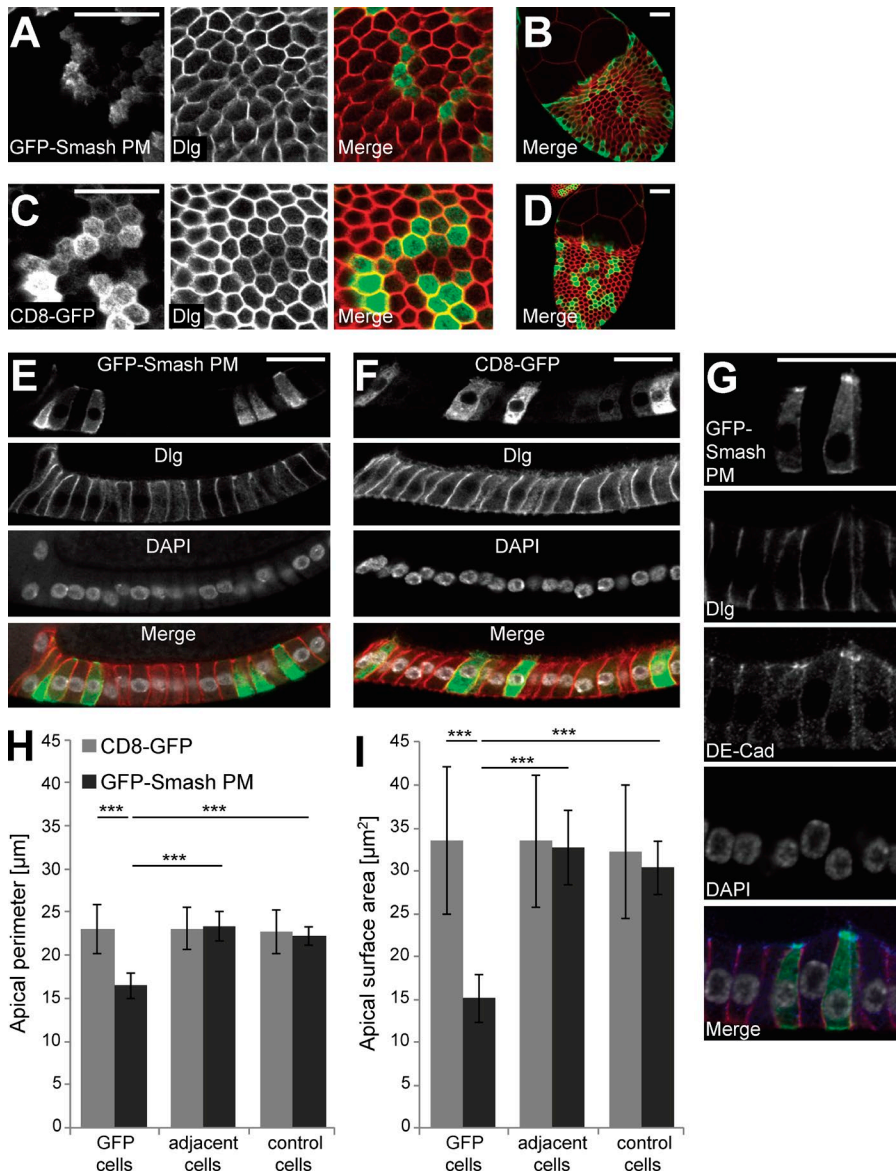 A
GFP-Smash PM
Dlg
Merge
B
Merge
C
CD8-GFP
Dlg
Merge
D
Merge
E
GFP-Smash PM
Dlg
DAPI
Merge
F
CD8-GFP
Dlg
DAPI
Merge
G
GFP-
Smash
PM
Dlg
DE-Cad
DAPI
Merge
H
CD8-GFP
GFP-Smash PM
Apical perimeter [µm]
45
40
35
30
25
20
15
10
5
0
***
***
***
GFP
cells
adjacent
cells
control
cells
I
Apical surface area [µm²]
45
40
35
30
25
20
15
10
5
0
***
***
***
GFP
cells
adjacent
cells
control
cells